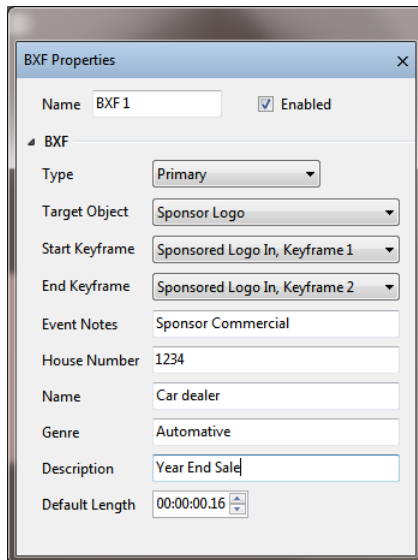 BXF Properties
Name BXF 1 Enabled
BXF
Type Primary
Target Object Sponsor Logo
Start Keyframe Sponsored Logo In, Keyframe 1
End Keyframe Sponsored Logo In, Keyframe 2
Event Notes Sponsor Commercial
House Number 1234
Name Car dealer
Genre Automative
Description Year End Sale
Default Length 00:00:00.16